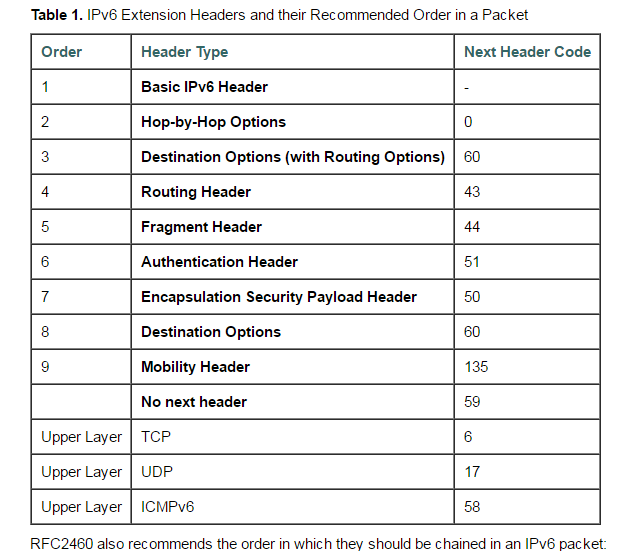 Table 1. IPv6 Extension Headers and their Recommended Order in a Packet
Order Header Type Next Header Code
1 Basic IPv6 Header -
2 Hop-by-Hop Options 0
3 Destination Options (with Routing Options) 60
4 Routing Header 43
5 Fragment Header 44
6 Authentication Header 51
7 Encapsulation Security Payload Header 50
8 Destination Options 60
9 Mobility Header 135
No next header 59
Upper Layer TCP 6
Upper Layer UDP 17
Upper Layer ICMPv6 58
RFC2460 also recommends the order in which they should be chained in an IPv6 packet: